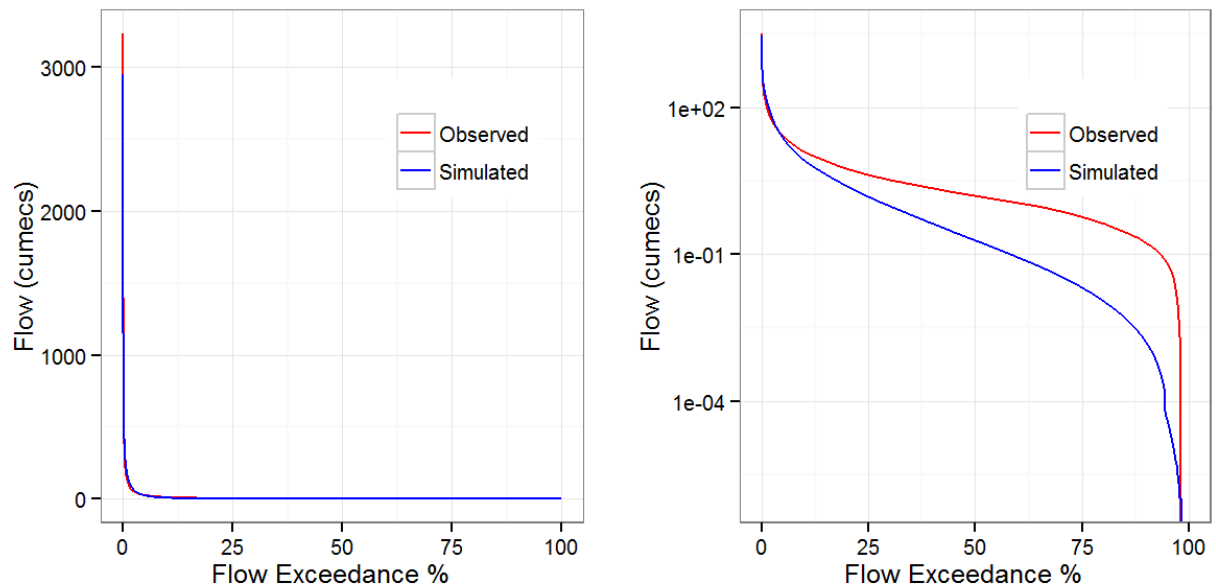 3000
2000
1000
0
Flow (cumecs)
Observed
Simulated
0
25
50
75
100
Flow Exceedance %
1e+02
1e-01
1e-04
Flow (cumecs)
Observed
Simulated
0
25
50
75
100
Flow Exceedance %